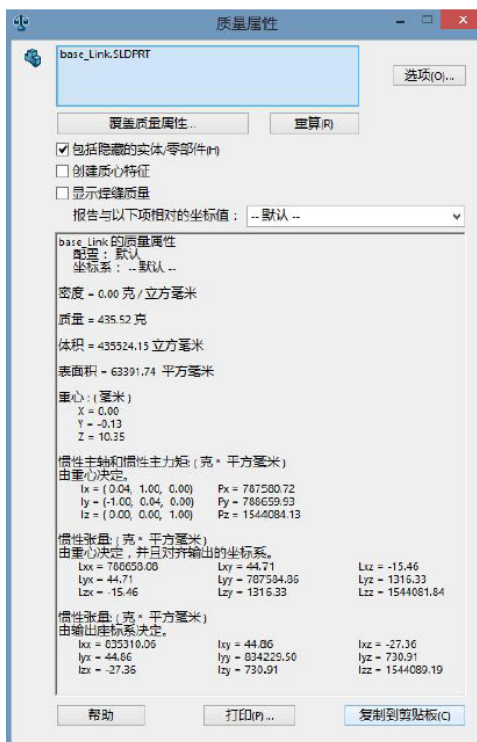 质量属性
base_Link.SLDPRT
选项(O)...
覆盖质量属性...
重算(R)
包括隐藏的实体/零部件(H)
创建质心特征
显示焊缝质量
报告与以下项相对的坐标值： -- 默认 --
base_Link 的质量属性
配置： 默认
坐标系： -- 默认 --
密度 = 0.00 克 / 立方毫米
质量 = 435.52 克
体积 = 435524.15 立方毫米
表面积 = 63391.74 平方毫米
重心 : ( 毫米 )
X = 0.00
Y = -0.13
Z = 10.35
惯性主轴和惯性主力矩: ( 克 * 平方毫米 )
由重心决定。
Ix = ( 0.04, 1.00, 0.00) Px = 787580.72
Iy = (-1.00, 0.04, 0.00) Py = 788659.93
Iz = ( 0.00, 0.00, 1.00) Pz = 1544084.13
惯性张量: ( 克 * 平方毫米 )
由重心决定，并且对齐输出的坐标系。
Lxx = 788658.08 Lxy = 44.71 Lxz = -15.46
Lyx = 44.71 Lyy = 787584.86 Lyz = 1316.33
Lzx = -15.46 Lzy = 1316.33 Lzz = 1544081.84
惯性张量: ( 克 * 平方毫米 )
由输出座标系决定。
Ixx = 835310.06 Ixy = 44.86 Ixz = -27.36
Iyx = 44.86 Iyy = 834229.50 Iyz = 730.91
Izx = -27.36 Izy = 730.91 Izz = 1544089.19
帮助
打印(P)...
复制到剪贴板(C)